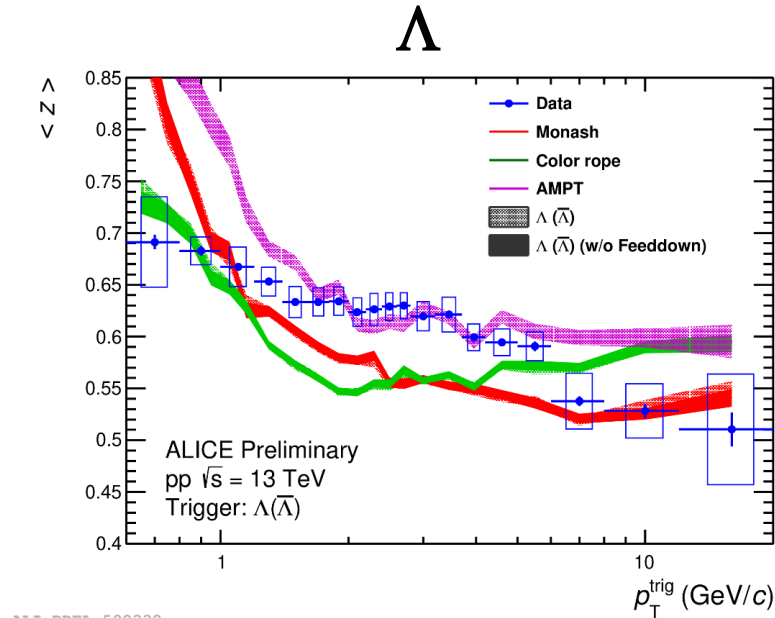 Λ
< z >
0.85
0.8
0.75
0.7
0.65
0.6
0.55
0.5
0.45
0.4
Data
Monash
Color rope
AMPT
Λ (Λ̅)
Λ (Λ̅) (w/o Feeddown)
ALICE Preliminary
pp √s = 13 TeV
Trigger: Λ(Λ̅)
1
10
p_T^trig (GeV/c)